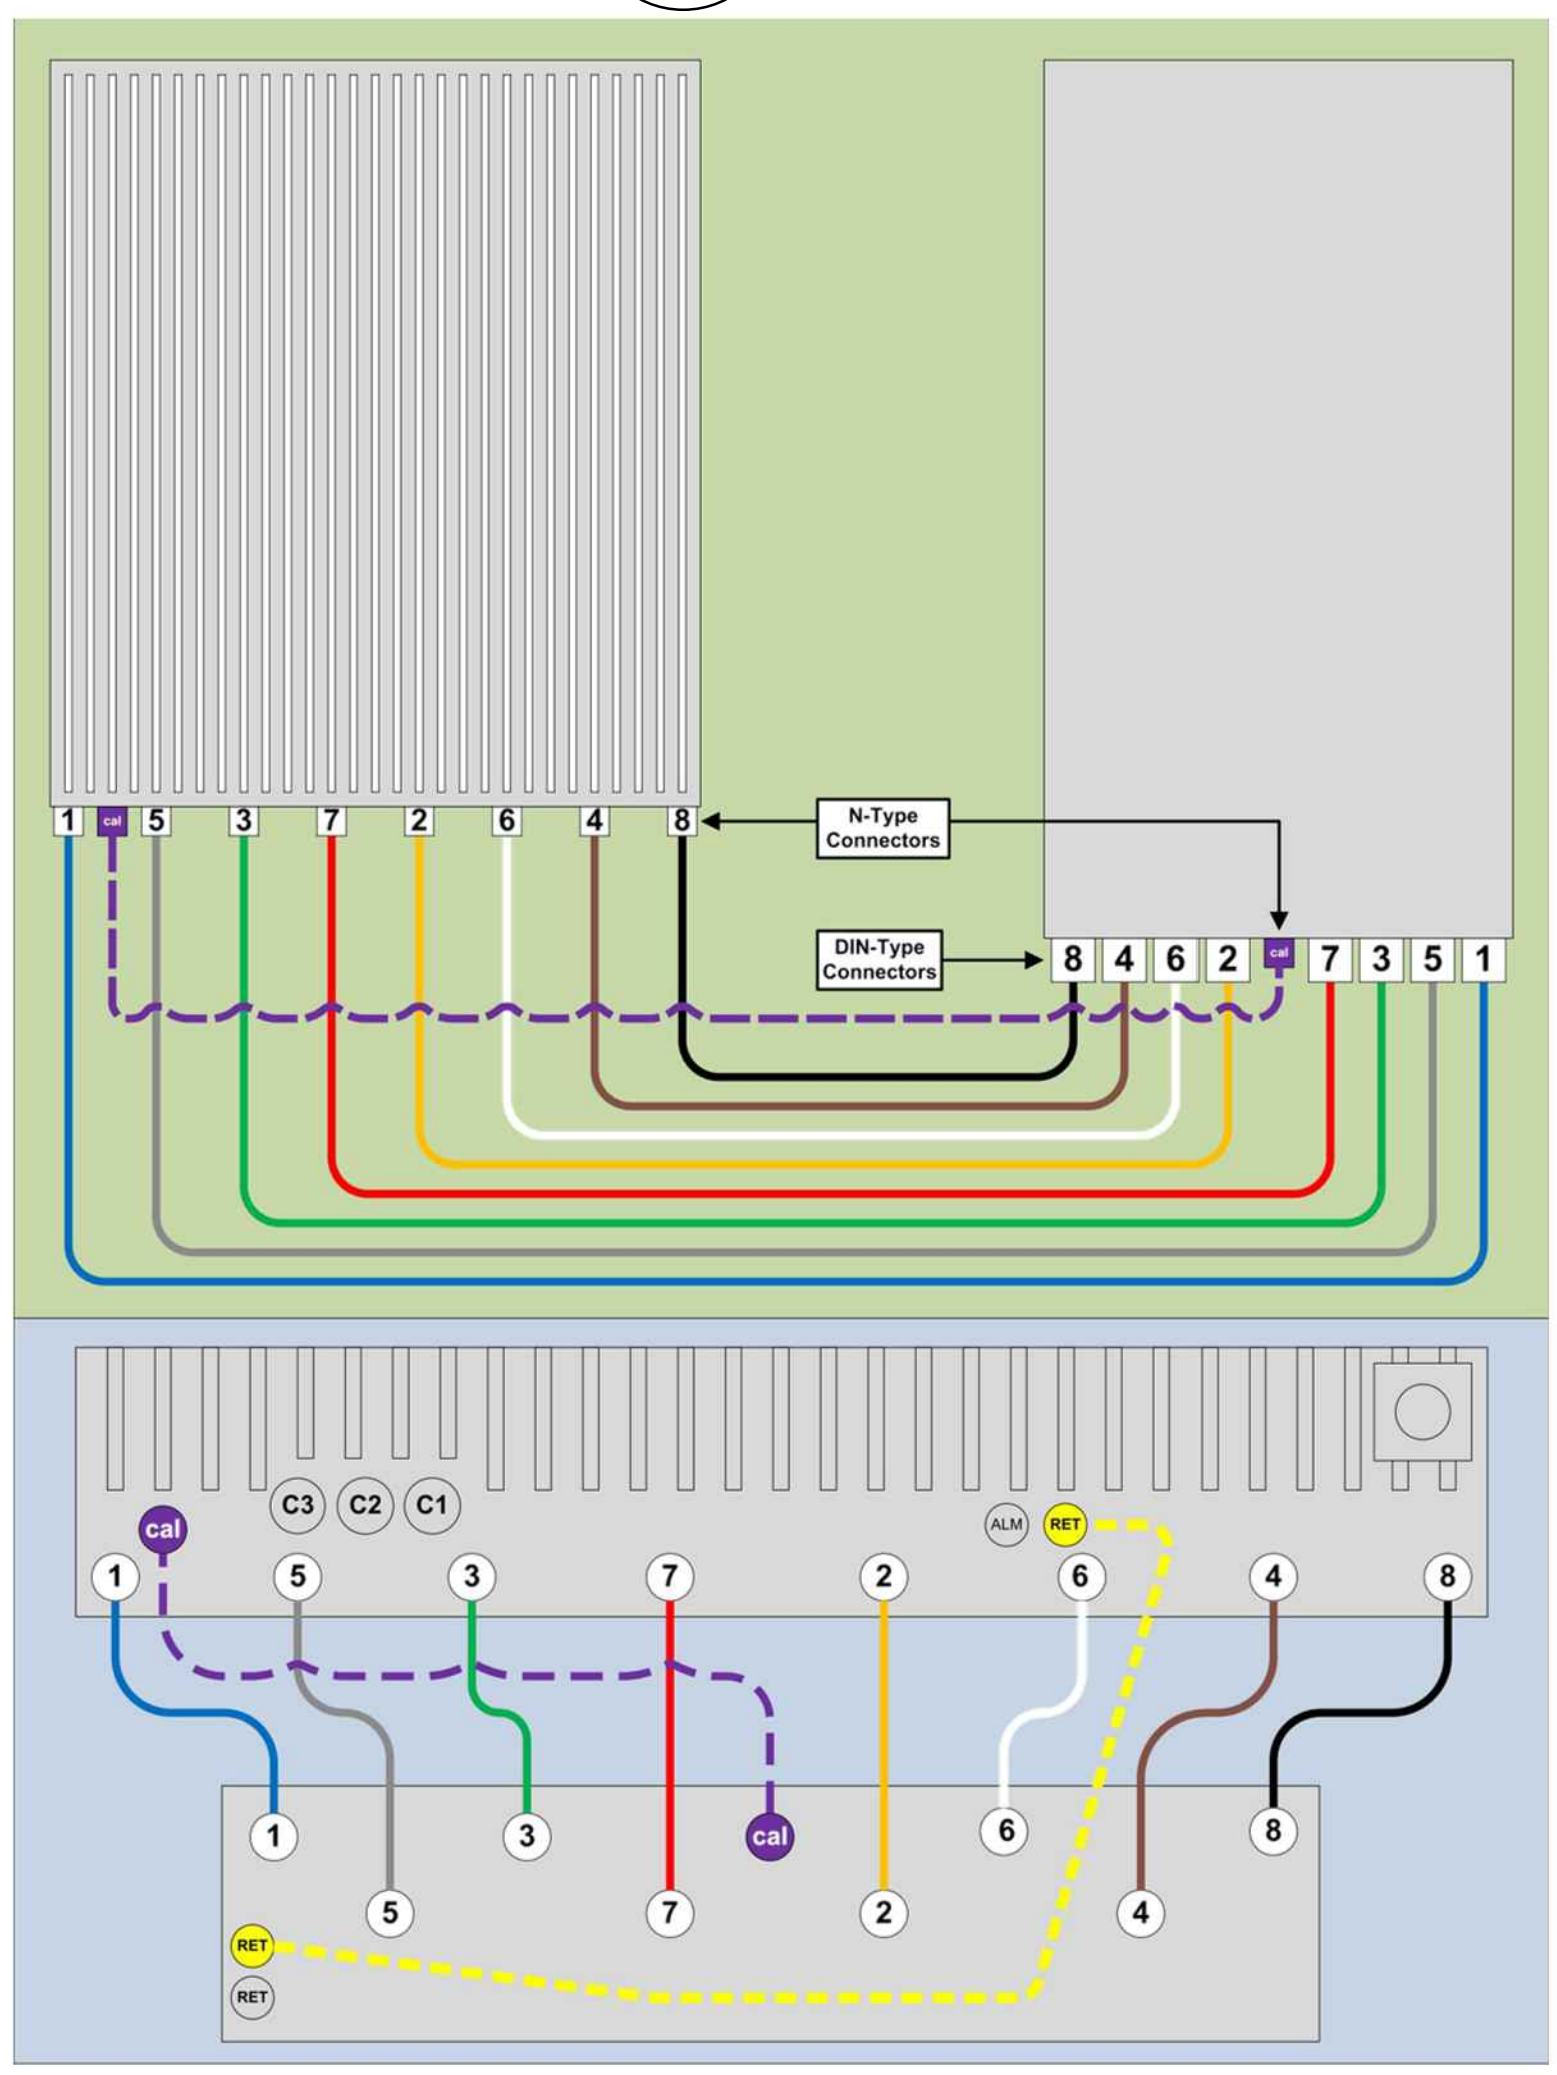 1 cal 5 3 7 2 6 4 8
N-Type
Connectors
DIN-Type
Connectors
8 4 6 2 cal 7 3 5 1
C3 C2 C1
cal
ALM RET
1 5 3 7 2 6 4 8
1 3 cal 6 8
5 7 2 4
RET
RET